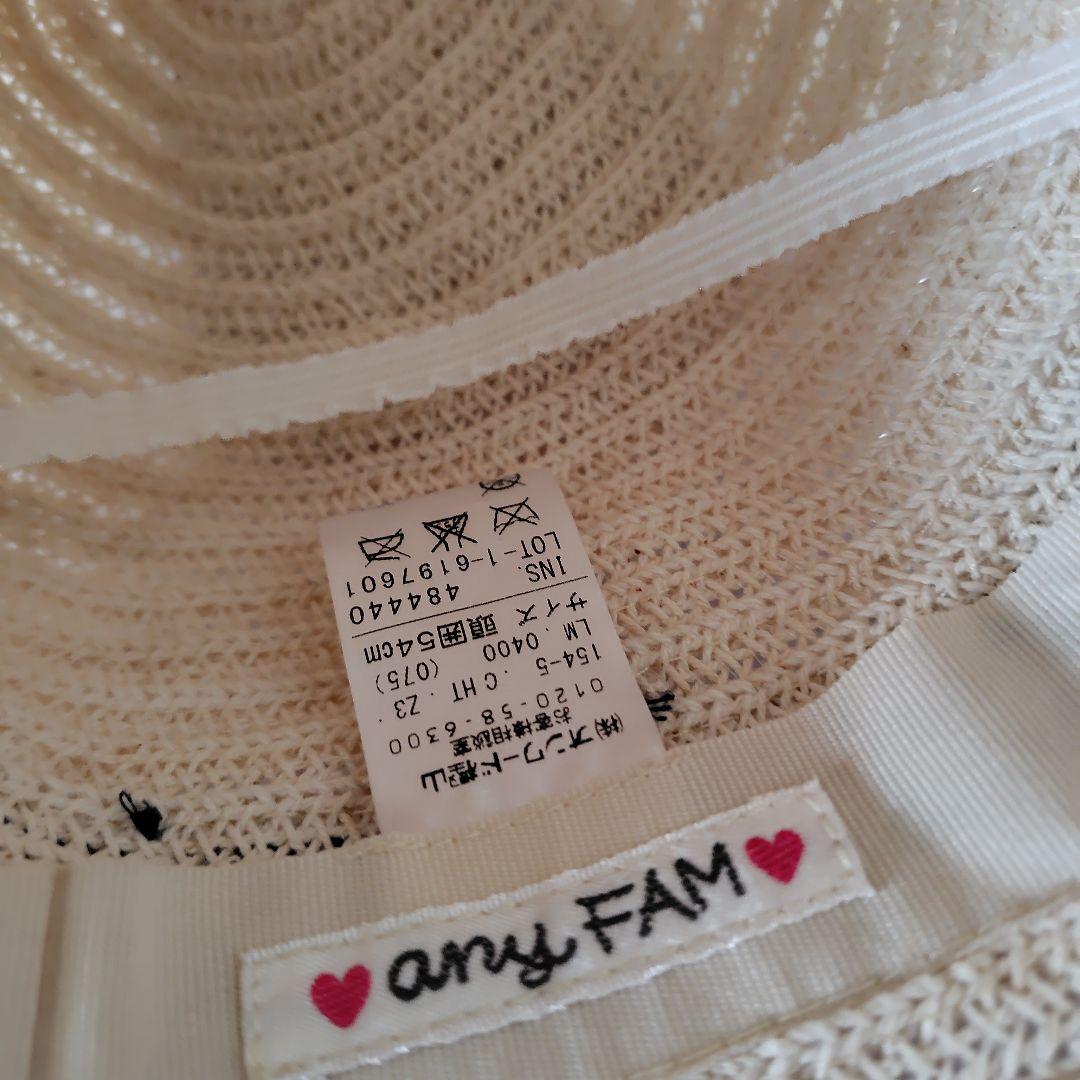 (株)オンワード樫山
お客様相談室
0120-58-6300
154-5. C HT. Z3.
LM. 0400 (075)
サイズ 頭囲54cm
484440
INS.
LOT-1-6197601
any FAM